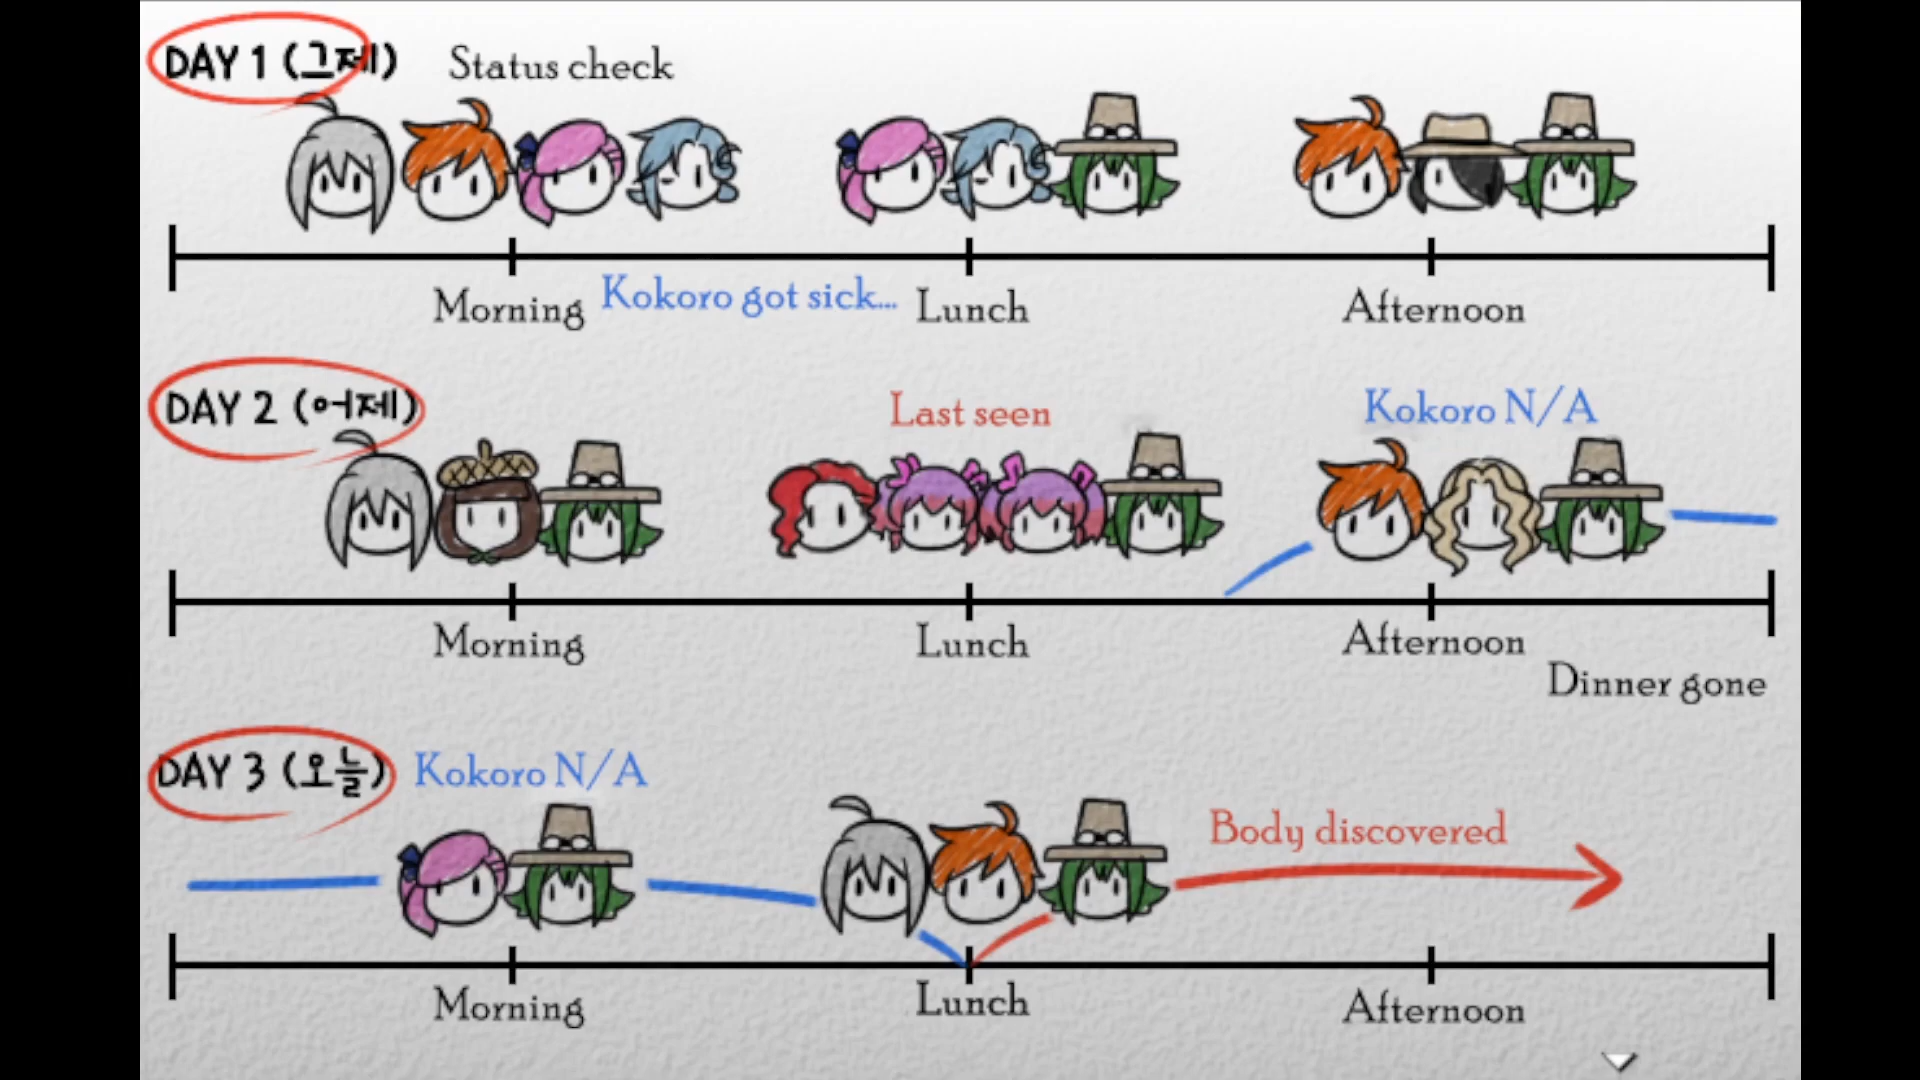 DAY 1 (그제) Status check
Morning Kokoro got sick... Lunch Afternoon
DAY 2 (어제) Last seen Kokoro N/A
Morning Lunch Afternoon
Dinner gone
DAY 3 (오늘) Kokoro N/A
Body discovered
Morning Lunch Afternoon